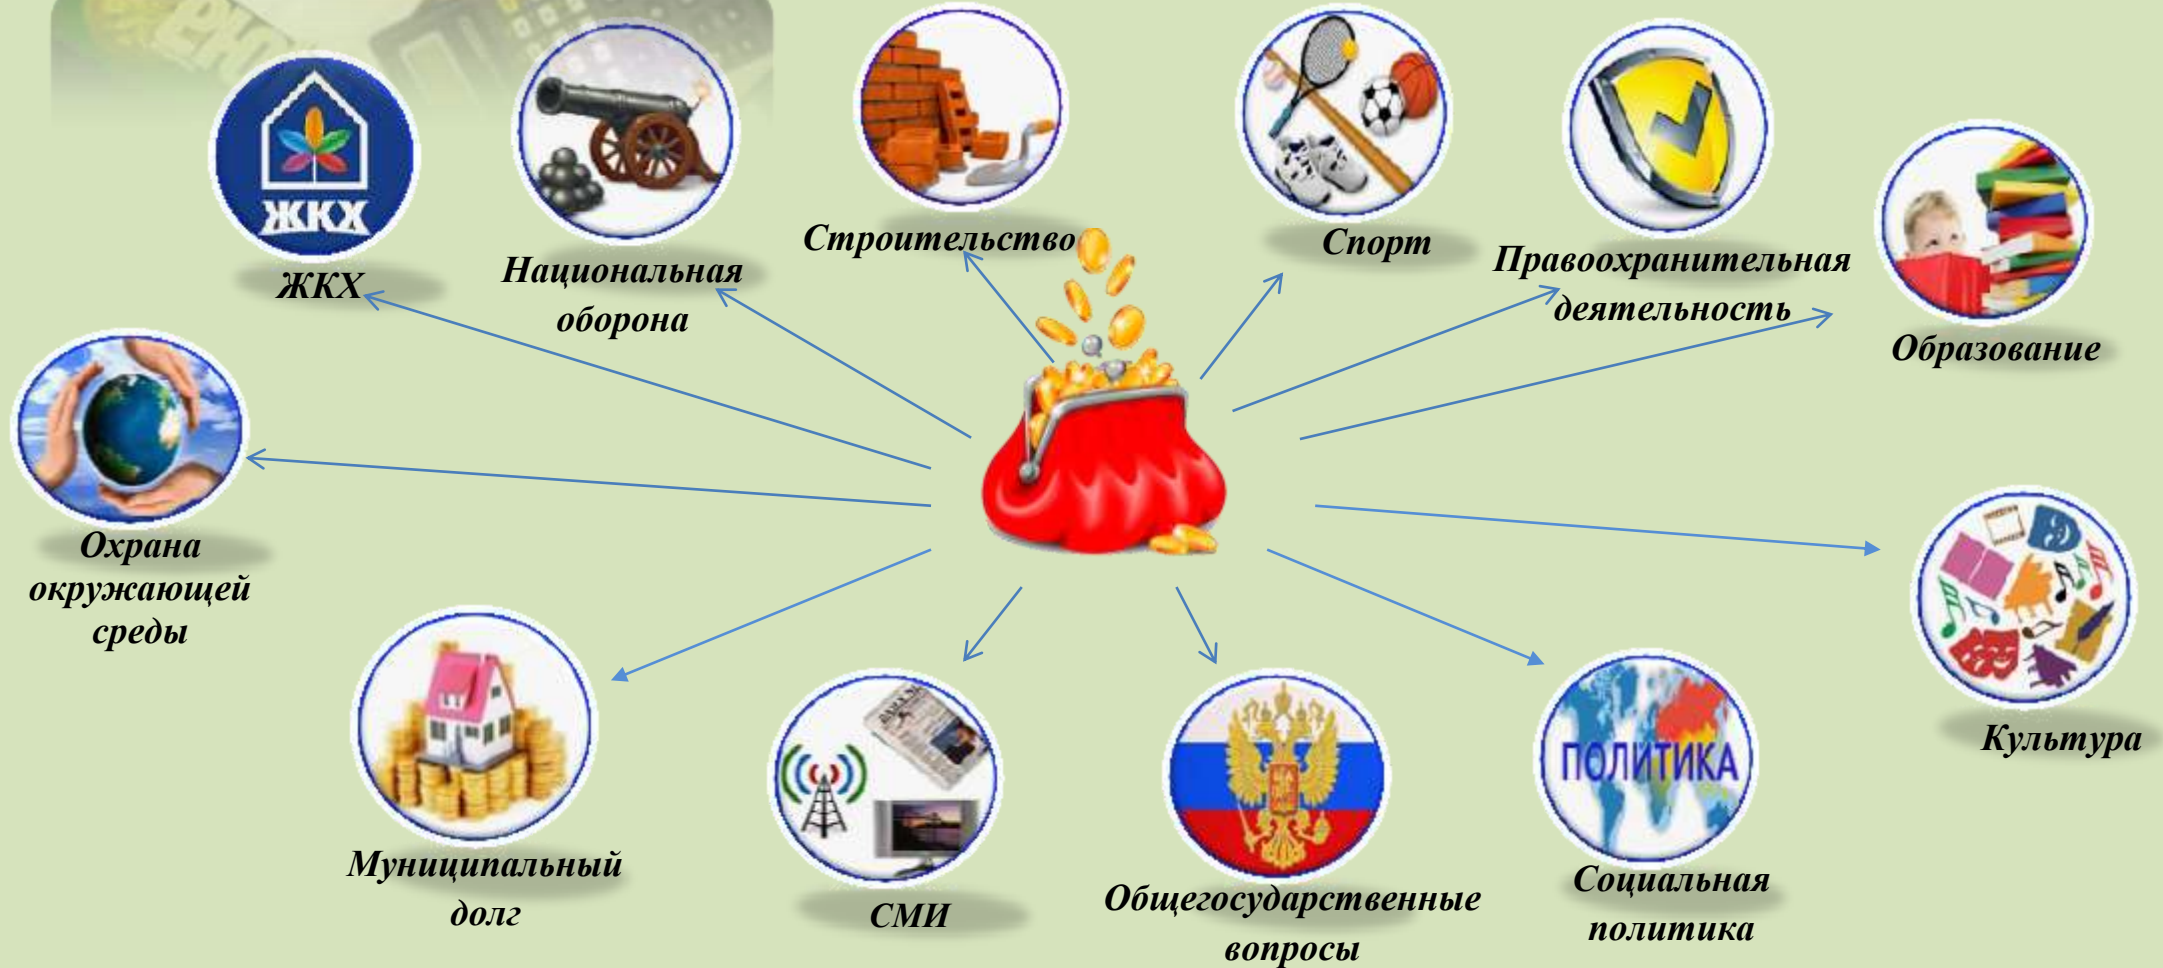 ЖКХ
ЖКХ
Национальная
оборона
Строительство
Спорт
Правоохранительная
деятельность
Образование
Охрана
окружающей
среды
Муниципальный
долг
СМИ
Общегосударственные
вопросы
ПОЛИТИКА
Социальная
политика
Культура